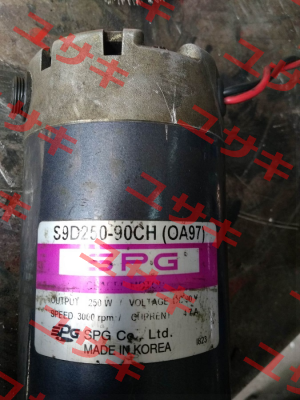 S9D250-90CH (OA97)
SPG
OUTPUT 250 W / VOLTAGE DC 90 V
SPEED 3000 rpm / CURRENT
SPG SPG Co., Ltd.
MADE IN KOREA
ユサキ
ユサキ
ユサキ
ユサキ
ユサキ